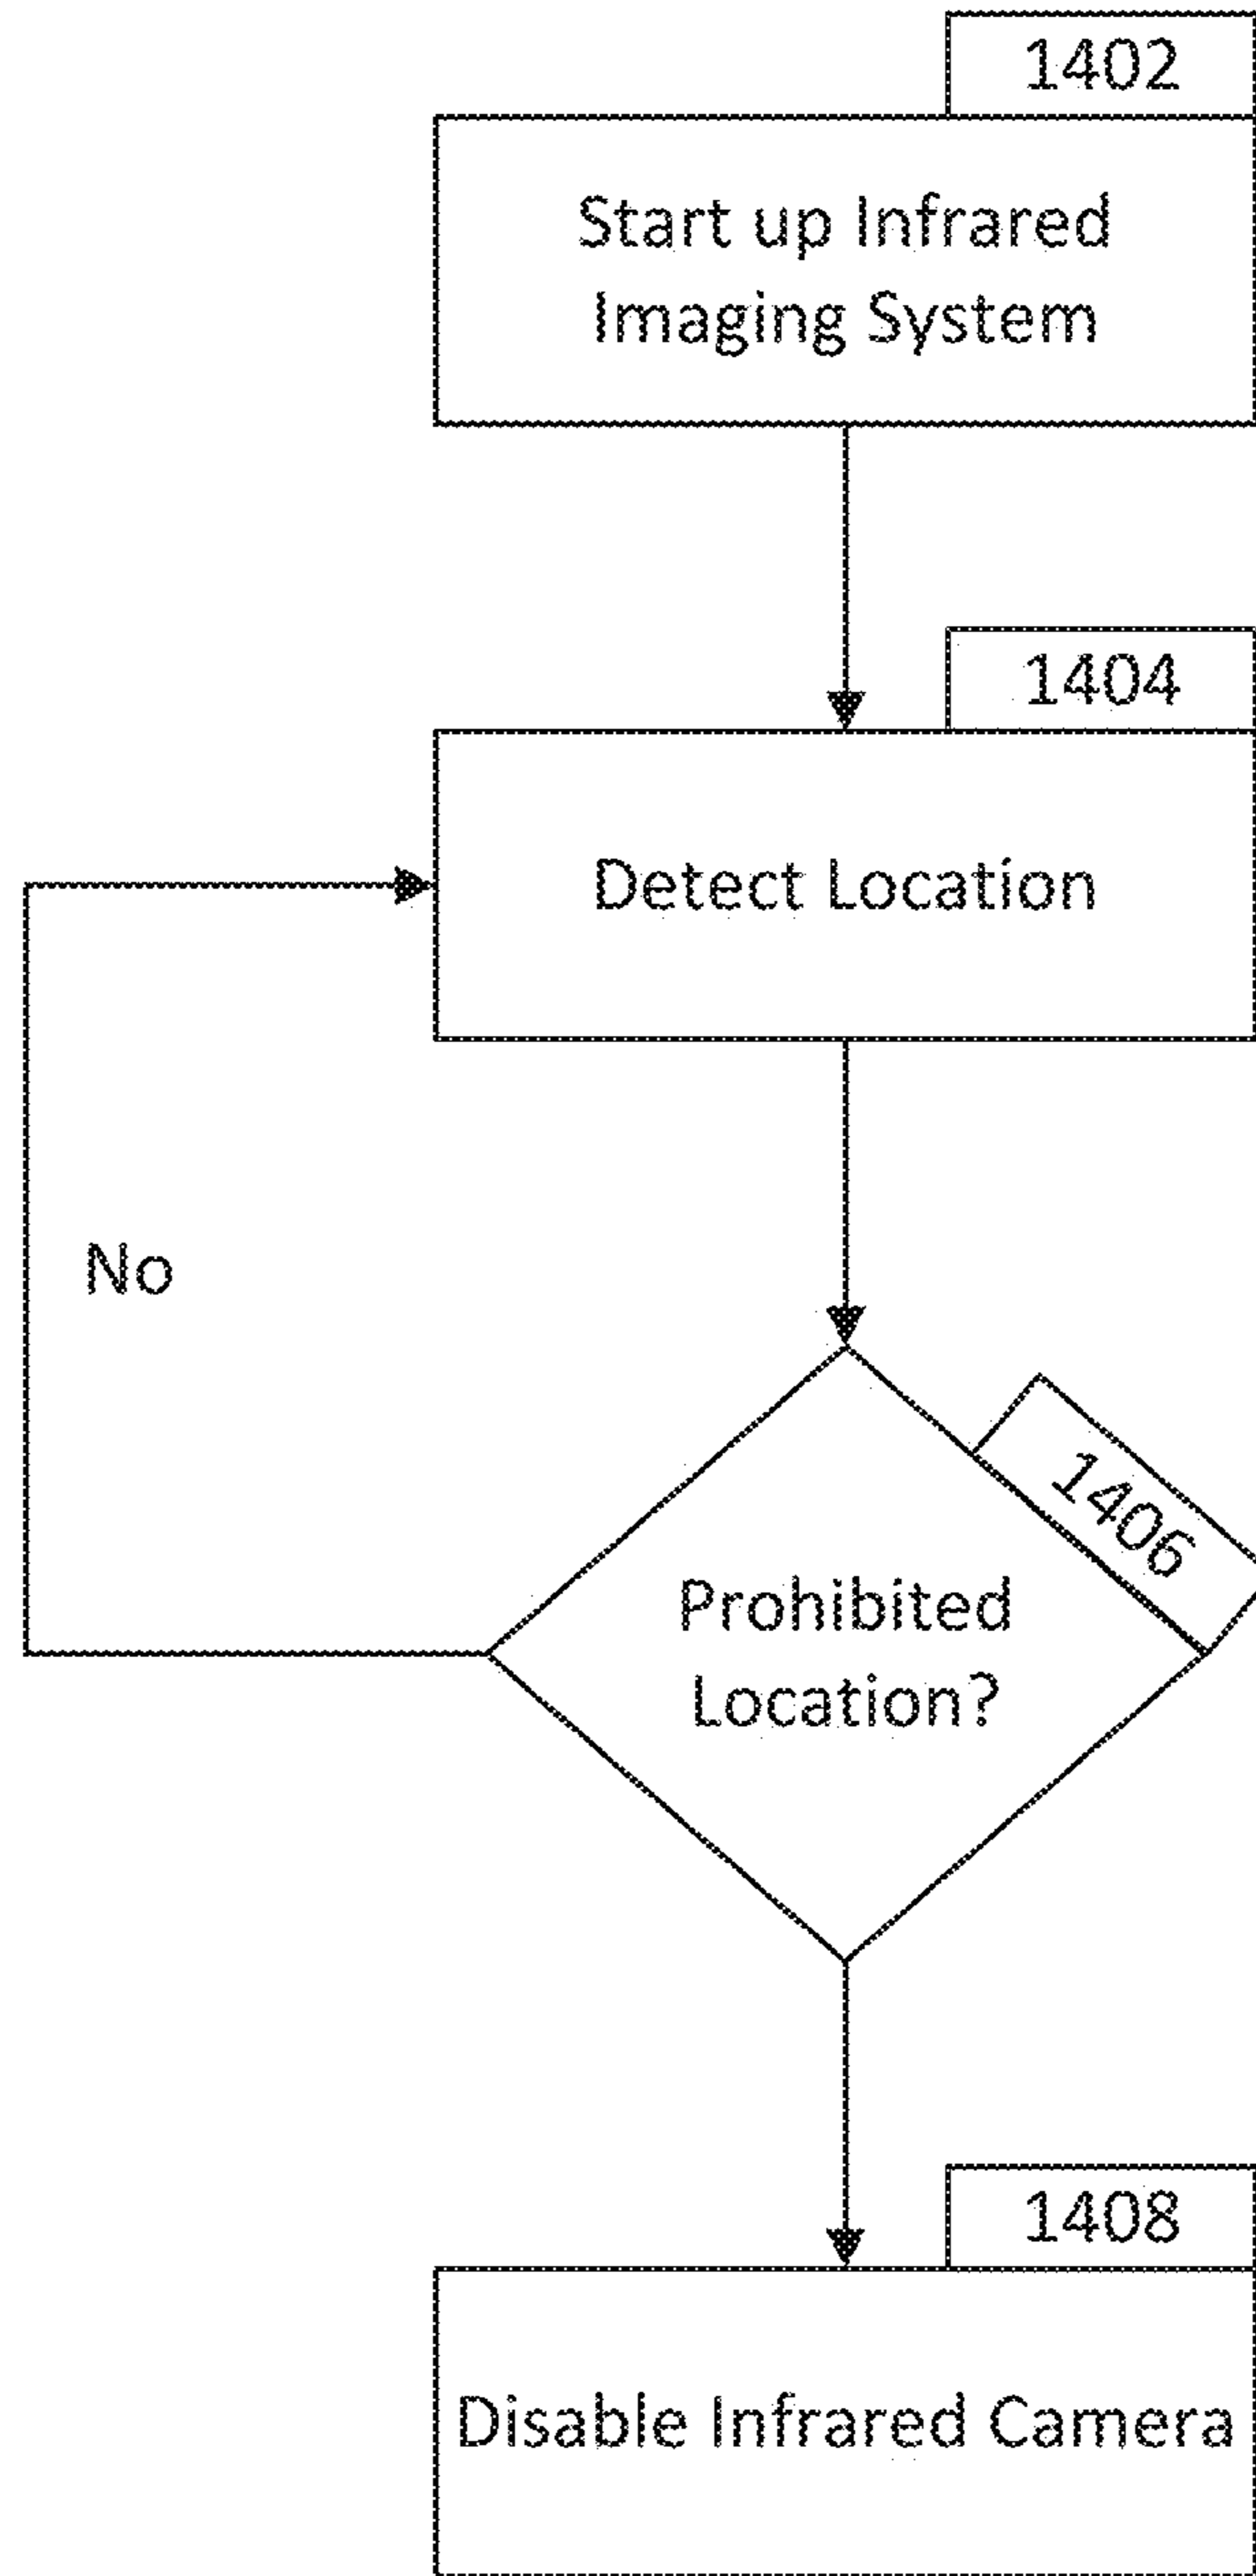 1402
Start up Infrared
Imaging System
1404
Detect Location
No
1406
Prohibited
Location?
1408
Disable Infrared Camera